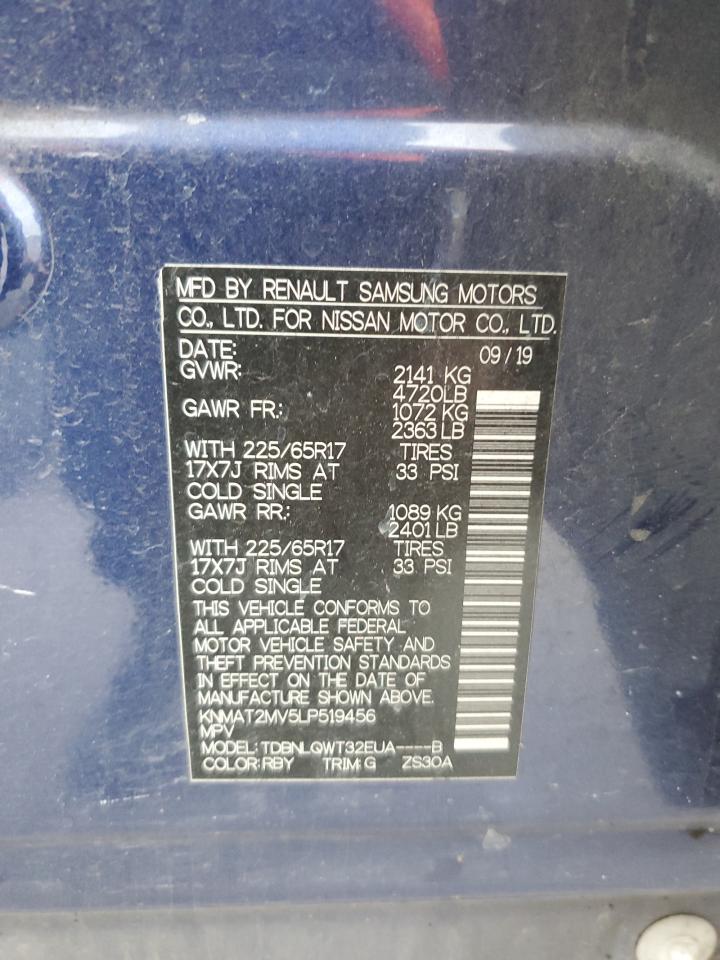 MFD BY RENAULT SAMSUNG MOTORS
CO., LTD. FOR NISSAN MOTOR CO., LTD.
DATE: 09/19
GVWR: 2141 KG
4720LB
GAWR FR.: 1072 KG
2363LB
WITH 225/65R17 TIRES
17X7J RIMS AT 33 PSI
COLD SINGLE
GAWR RR.: 1089 KG
2401LB
WITH 225/65R17 TIRES
17X7J RIMS AT 33 PSI
COLD SINGLE
THIS VEHICLE CONFORMS TO
ALL APPLICABLE FEDERAL
MOTOR VEHICLE SAFETY AND
THEFT PREVENTION STANDARDS
IN EFFECT ON THE DATE OF
MANUFACTURE SHOWN ABOVE.
KNMAT2MV5LP519456
MPV
MODEL: TDBNLQWT32EUA----B
COLOR:RBY TRIM:G ZS30A